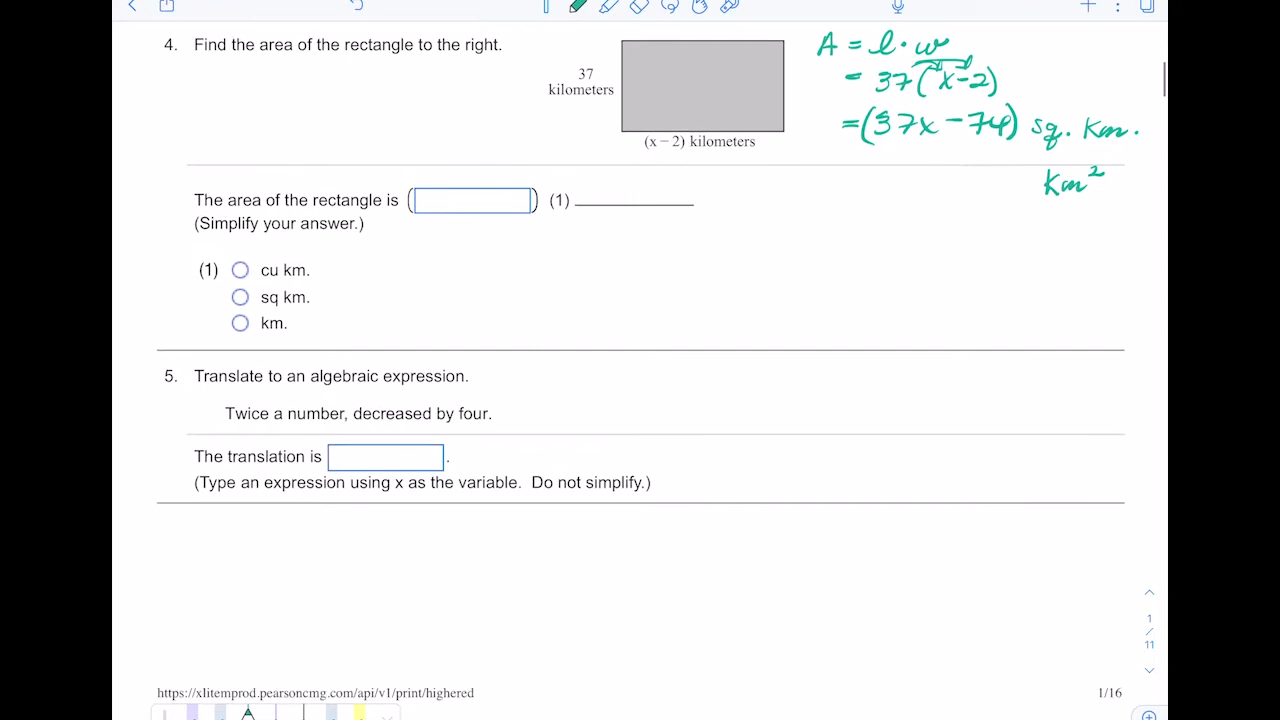 4. Find the area of the rectangle to the right.
37
kilometers
(x − 2) kilometers
A = l · w
= 37(x-2)
= (37x - 74) sq. km.
km²
The area of the rectangle is ( ) (1)
(Simplify your answer.)
(1) cu km.
sq km.
km.
5. Translate to an algebraic expression.
Twice a number, decreased by four.
The translation is .
(Type an expression using x as the variable. Do not simplify.)
1
/
11
https://xlitemprod.pearsoncmg.com/api/v1/print/highered
1/16